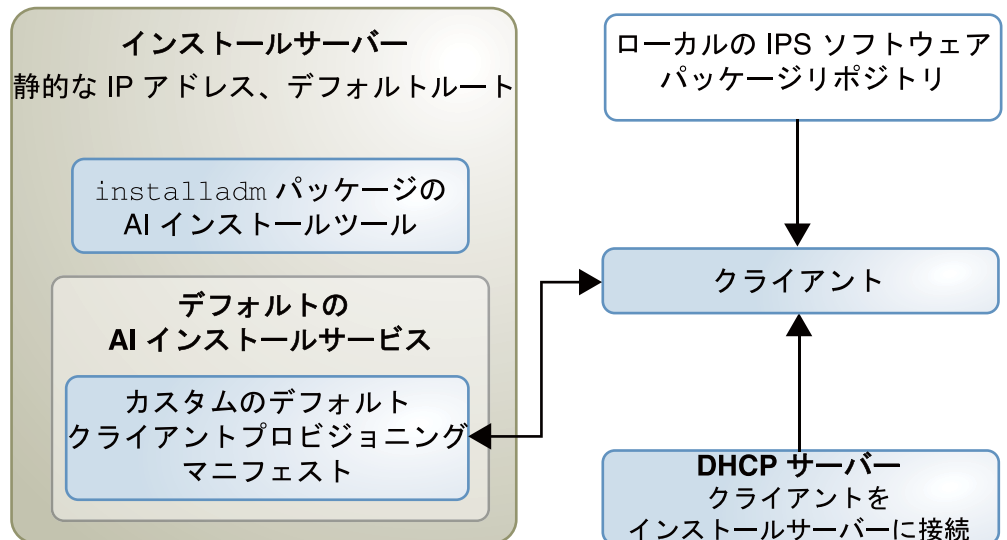 インストールサーバー
静的な IP アドレス、デフォルトルート
installadm パッケージの
AI インストールツール
デフォルトの
AI インストールサービス
カスタムのデフォルト
クライアントプロビジョニング
マニフェスト
ローカルの IPS ソフトウェア
パッケージリポジトリ
クライアント
DHCP サーバー
クライアントを
インストールサーバーに接続